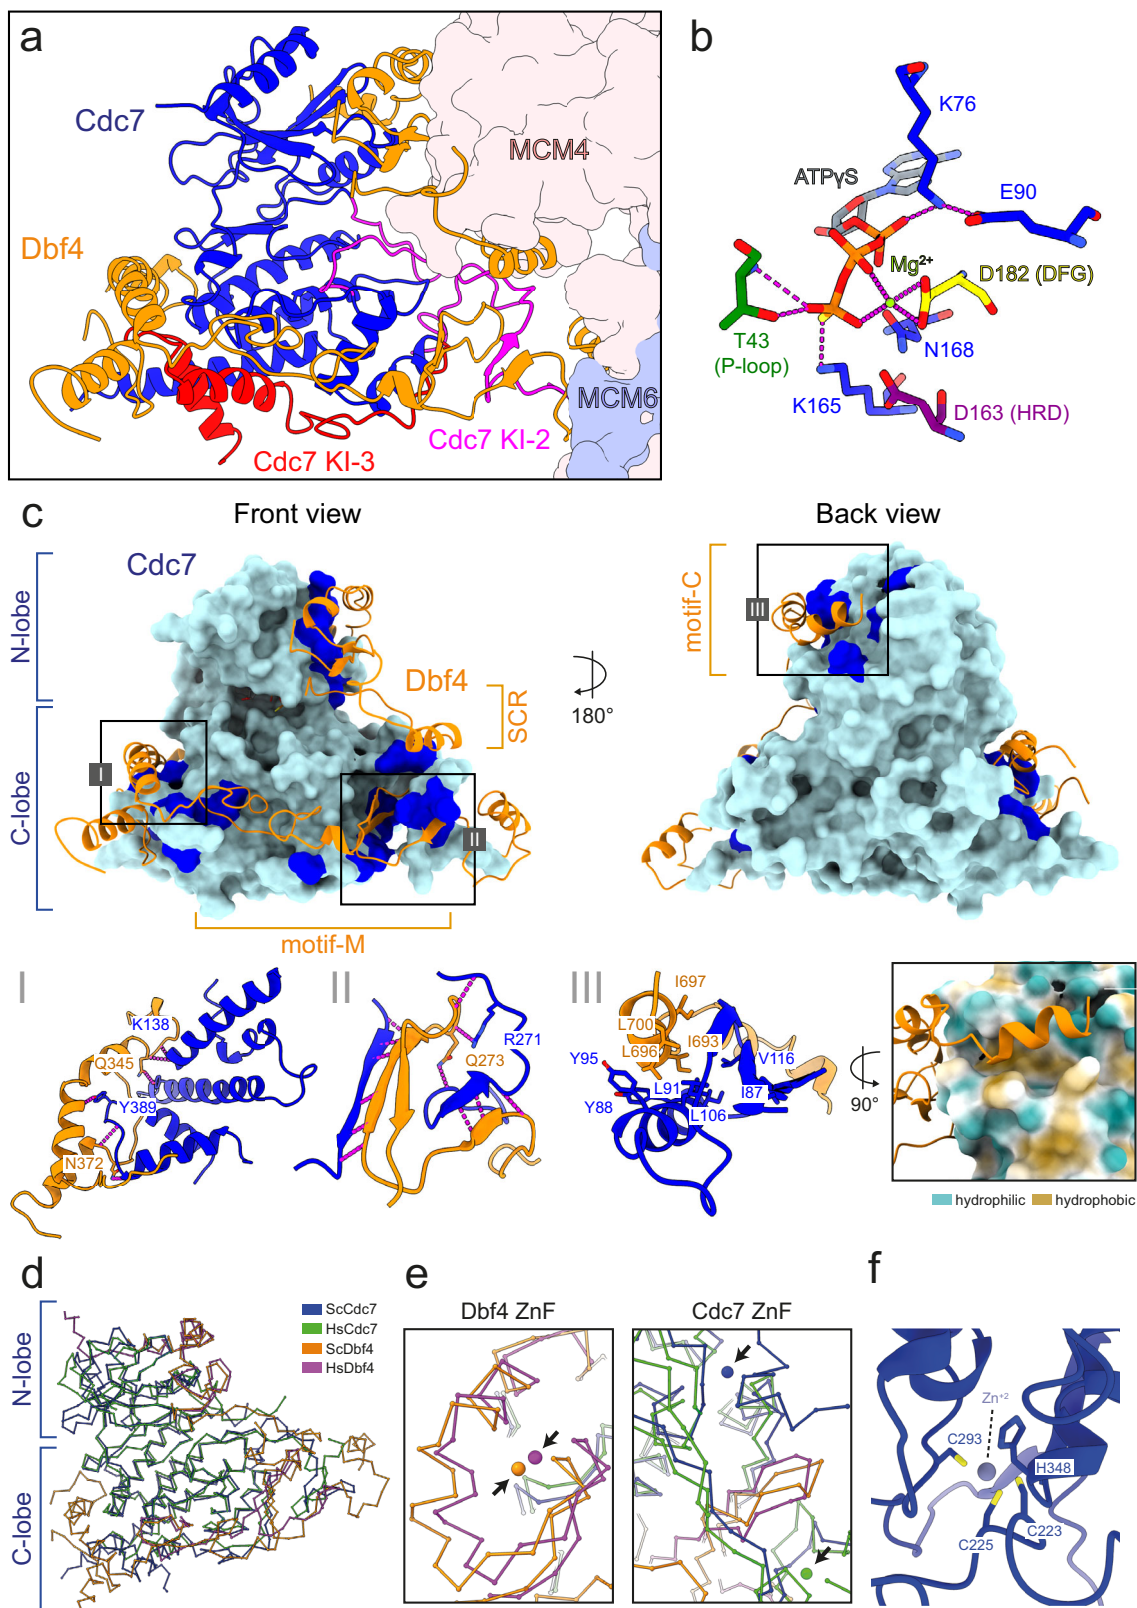 a
Cdc7
MCM4
Dbf4
MCM6
Cdc7 KI-2
Cdc7 KI-3
b
K76
ATPγS
E90
Mg²⁺
D182 (DFG)
T43
(P-loop)
N168
K165
D163 (HRD)
c
Front view
Back view
Cdc7
N-lobe
C-lobe
Dbf4
SCR
I
II
motif-M
180°
motif-C
III
I
K138
Q345
Y389
N372
II
R271
Q273
III
I697
L700
I693
L696
V116
Y95
L91
I87
Y88
L106
90°
hydrophilic
hydrophobic
d
N-lobe
C-lobe
ScCdc7
HsCdc7
ScDbf4
HsDbf4
e
Dbf4 ZnF
Cdc7 ZnF
f
Zn⁺²
C293
H348
C223
C225